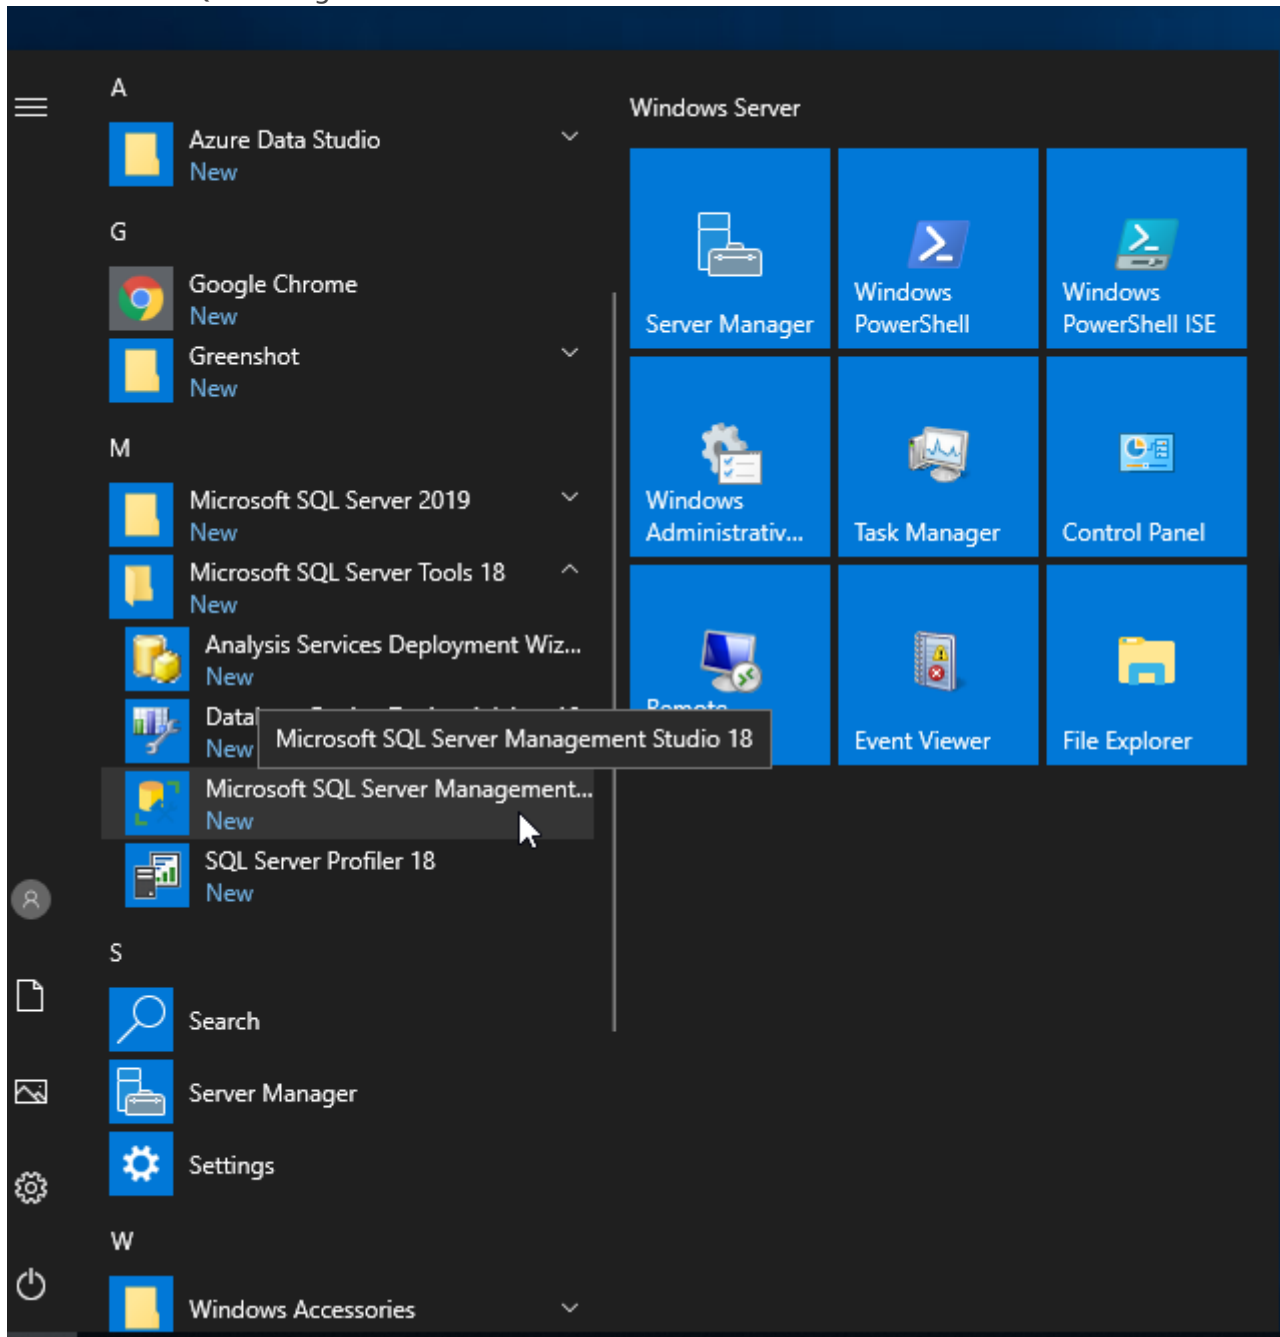 A
Azure Data Studio
New
G
Google Chrome
New
Greenshot
New
M
Microsoft SQL Server 2019
New
Microsoft SQL Server Tools 18
New
Analysis Services Deployment Wiz...
New
New
Microsoft SQL Server Management Studio 18
Microsoft SQL Server Management...
New
SQL Server Profiler 18
New
S
Search
Server Manager
Settings
W
Windows Accessories
Windows Server
Server Manager
Windows
PowerShell
Windows
PowerShell ISE
Windows
Administrativ...
Task Manager
Control Panel
Remote
Event Viewer
File Explorer